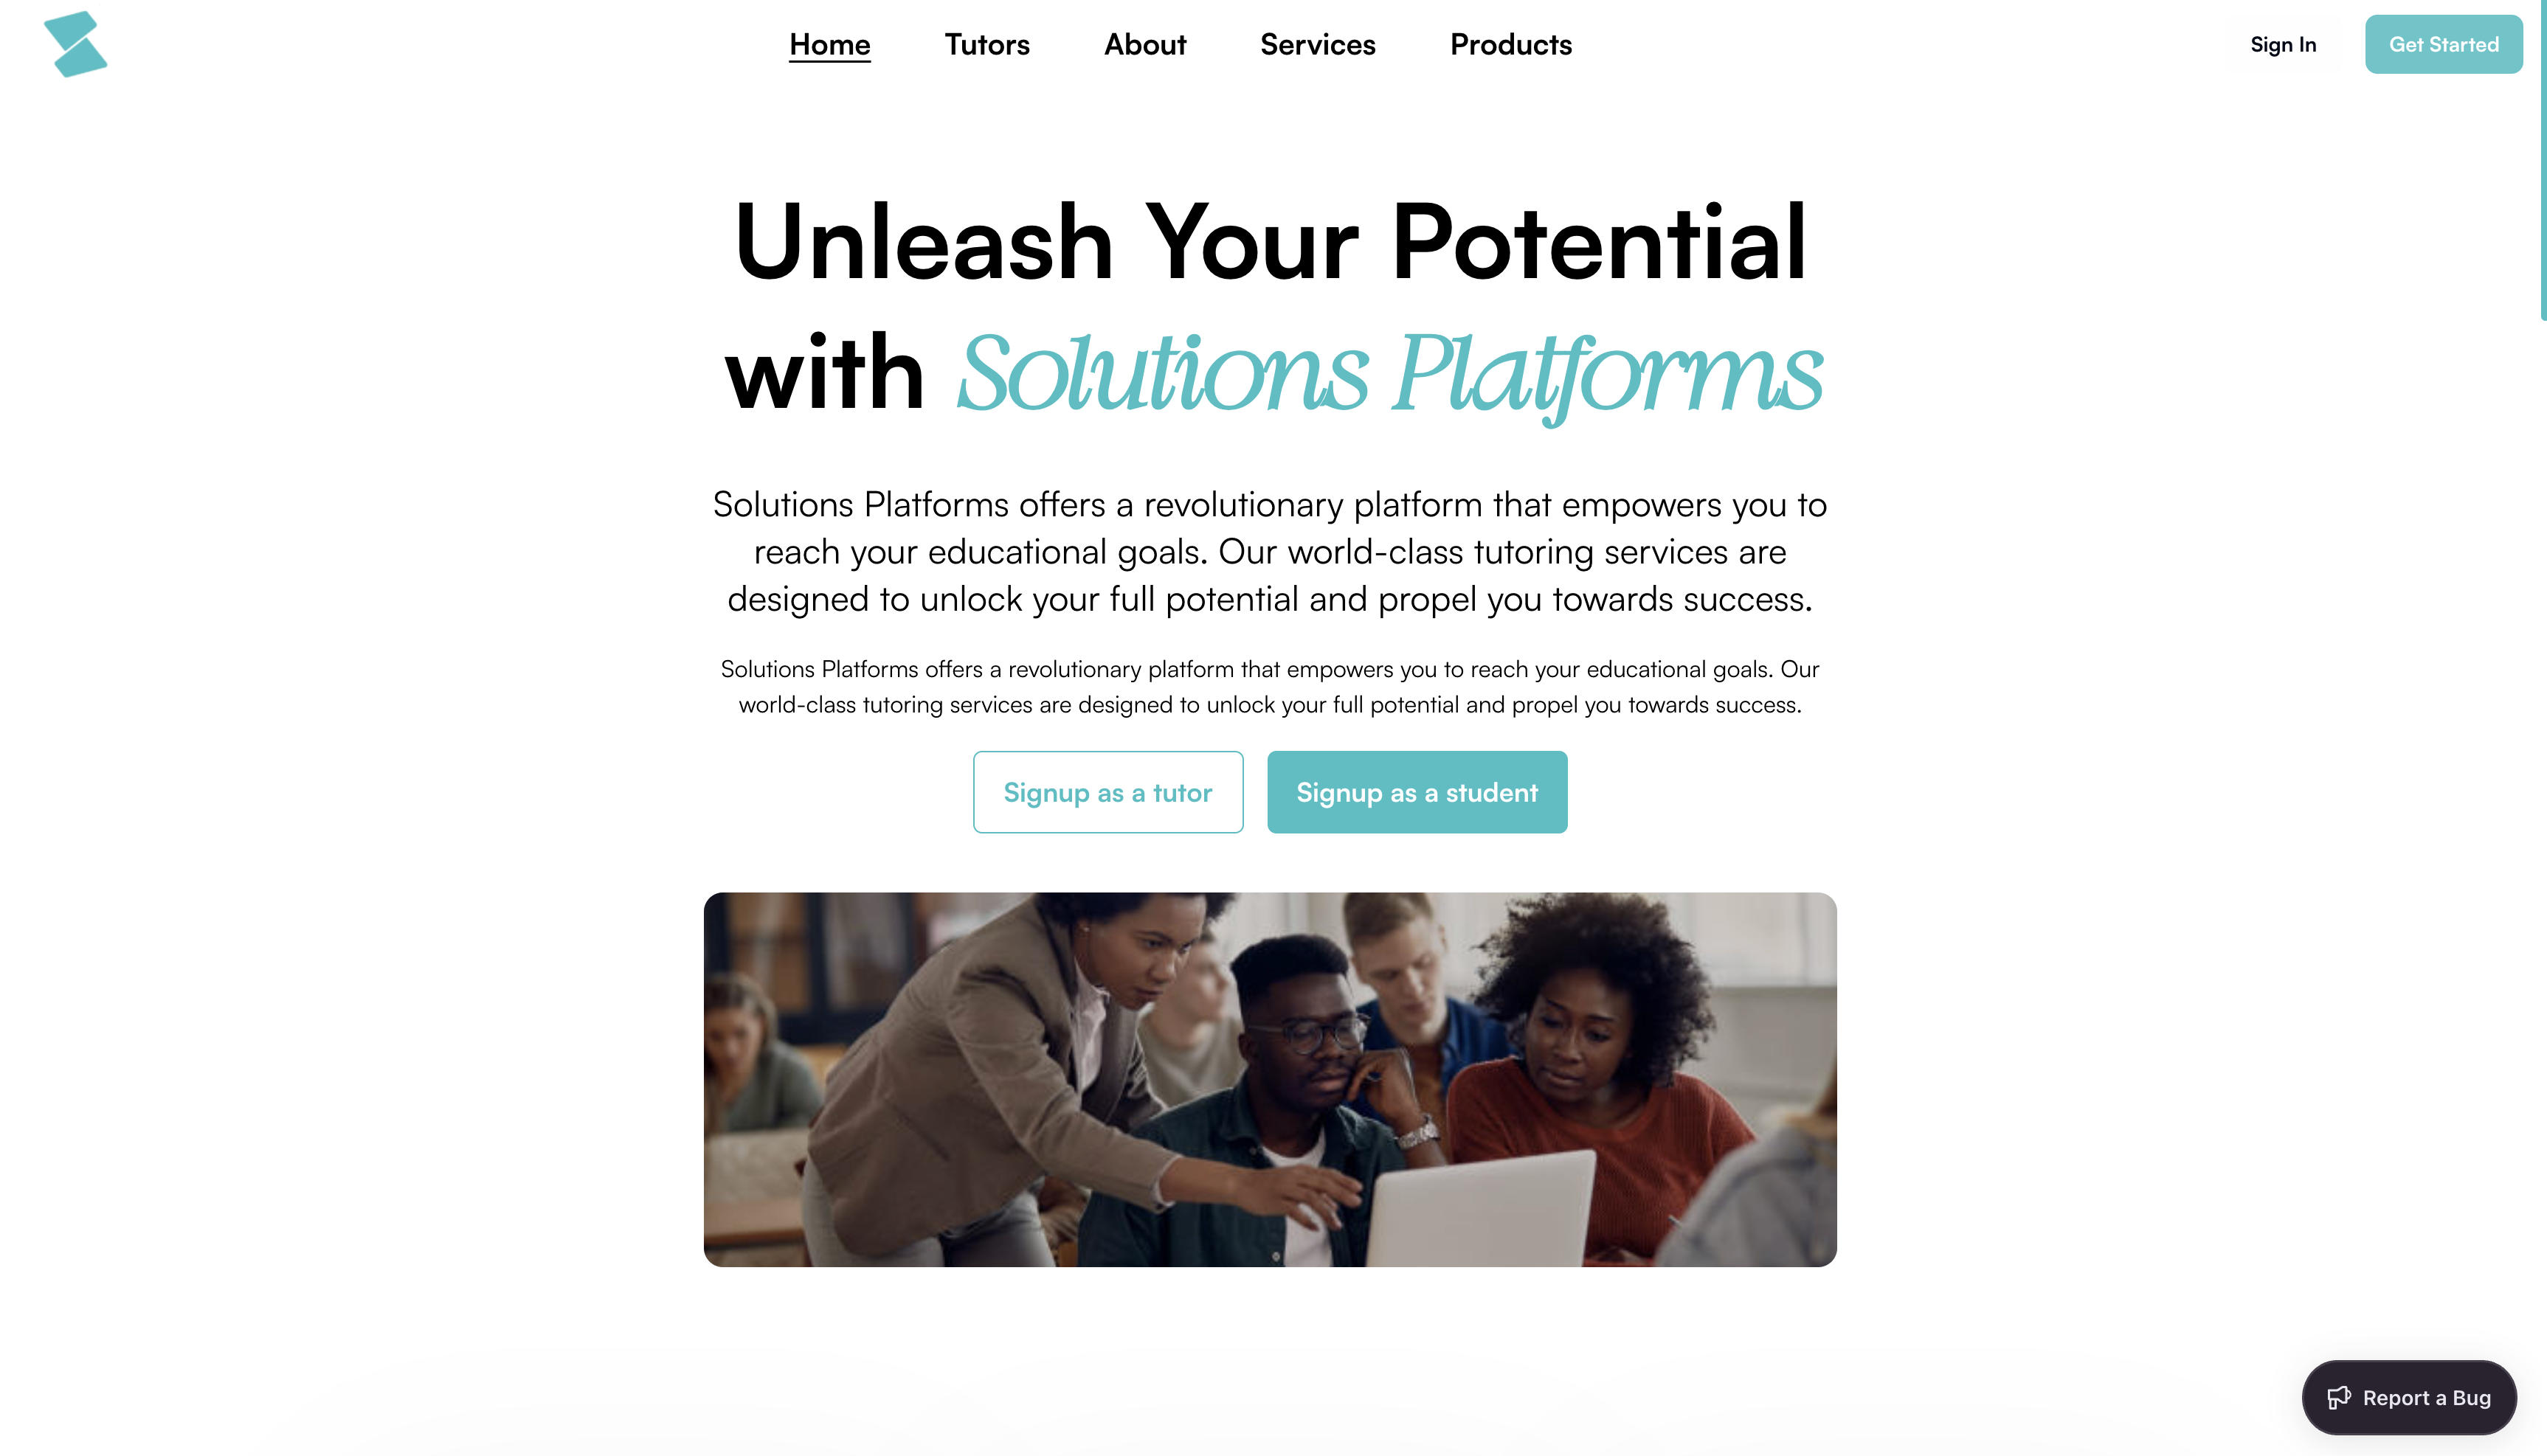 Home Tutors About Services Products Sign In Get Started
Unleash Your Potential
with Solutions Platforms
Solutions Platforms offers a revolutionary platform that empowers you to
reach your educational goals. Our world-class tutoring services are
designed to unlock your full potential and propel you towards success.
Solutions Platforms offers a revolutionary platform that empowers you to reach your educational goals. Our
world-class tutoring services are designed to unlock your full potential and propel you towards success.
Signup as a tutor Signup as a student
Report a Bug